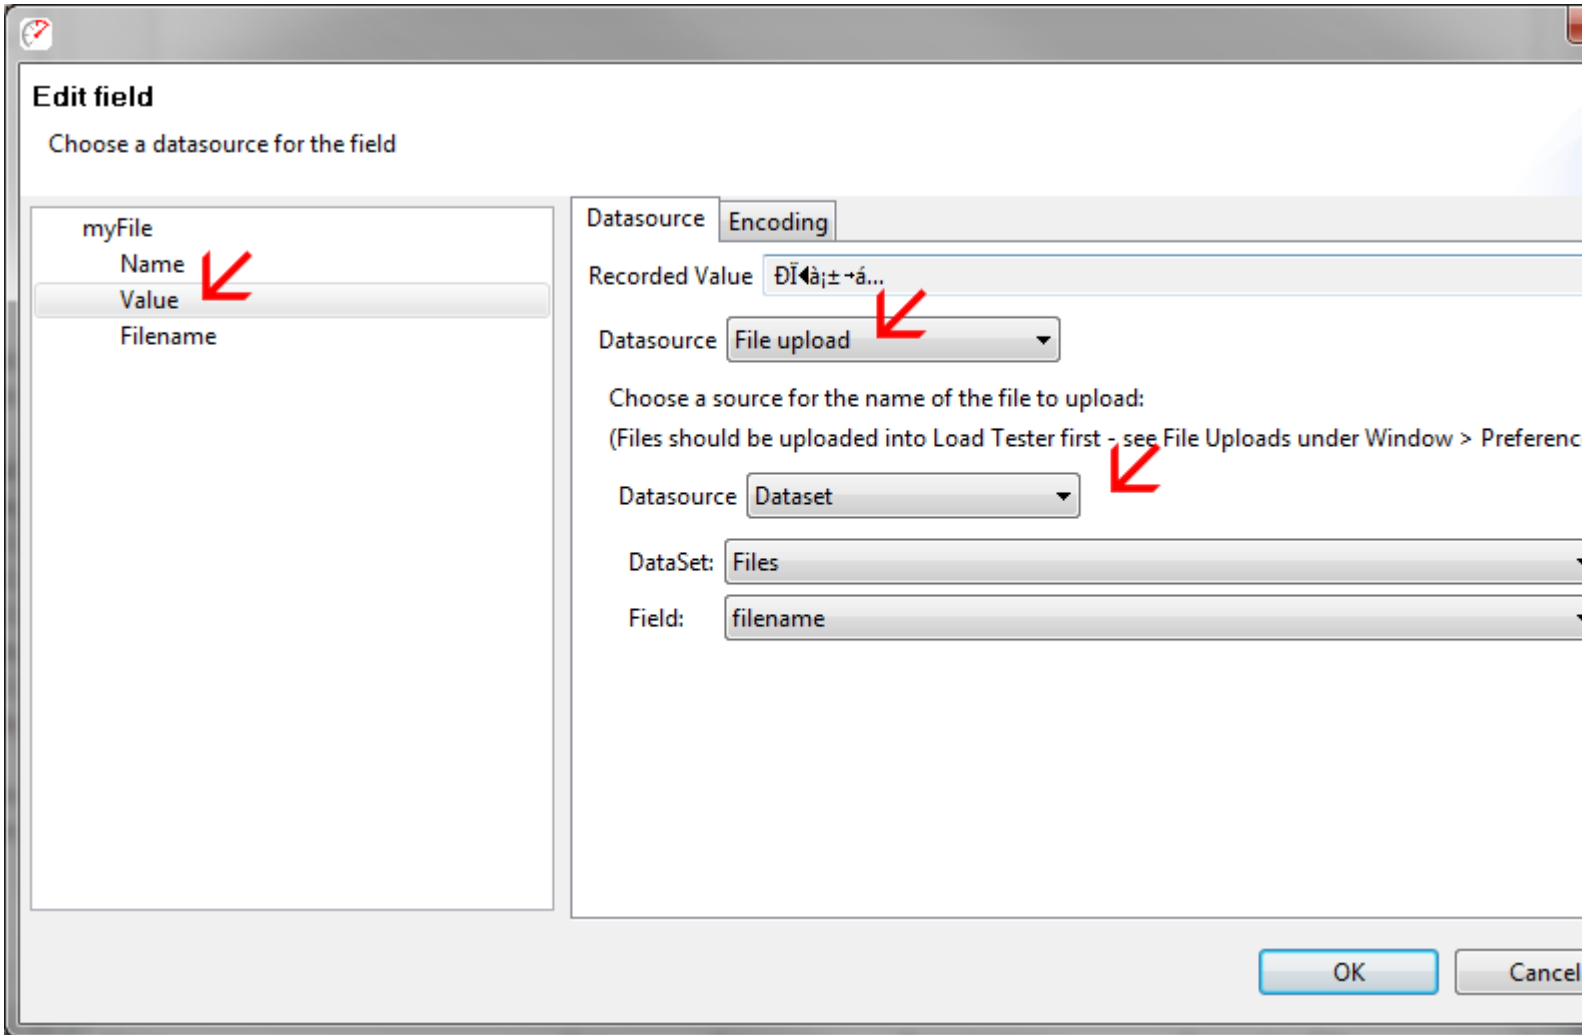 Edit field
Choose a datasource for the field
myFile
Name
Value
Filename
Datasource Encoding
Recorded Value ÐÏ à¡± á...
Datasource File upload
Choose a source for the name of the file to upload:
(Files should be uploaded into Load Tester first - see File Uploads under Window > Preferenc
Datasource Dataset
DataSet: Files
Field: filename
OK Cancel